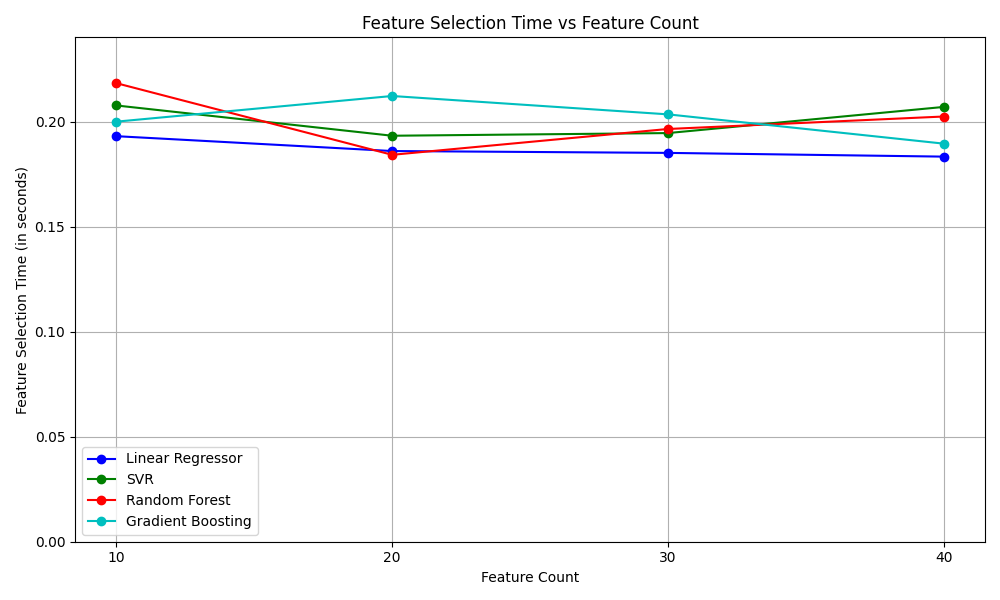 Feature Selection Time vs Feature Count
Feature Selection Time (in seconds)
0.20
0.15
0.10
0.05
0.00
Linear Regressor
SVR
Random Forest
Gradient Boosting
10
20
30
40
Feature Count